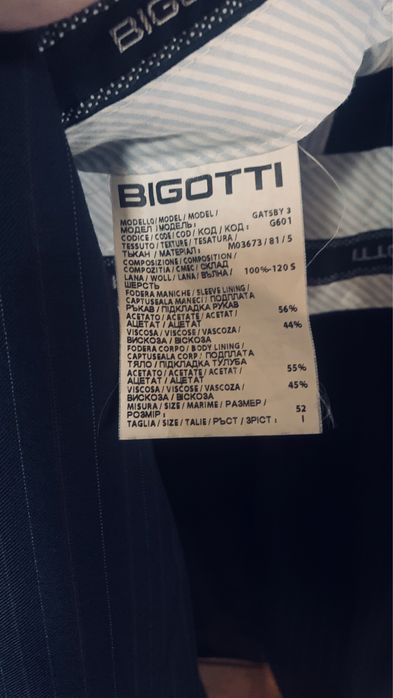 BIGOTTI
BIGOTTI
MODELLO / MODEL / MODEL / GATSBY 3
МОДЕЛ / МОДЕЛЬ :
CODICE / CODE / COD / КОД / КОД : G601
TESSUTO / TEXTURE / TESATURA / M03673 / 81 / 5
ТЪКАН / МАТЕРІАЛ :
COMPOSIZIONE / COMPOSITION /
COMPOZITIA / СМЕС / СКЛАД
LANA / WOLL / LANA / ВЪЛНА / 100%-120 S
ШЕРСТЬ
FODERA MANICHE / SLEEVE LINING /
CAPTUSEALA MANECI / ПОДПЛАТА
РЪКАВ / ПІДКЛАДКА РУКАВ
ACETATO / ACETATE / ACETAT / 56%
АЦЕТАТ / АЦЕТАТ
VISCOSA / VISCOSE / VASCOZA / 44%
ВИСКОЗА / ВІСКОЗА
FODERA CORPO / BODY LINING /
CAPTUSEALA CORP / ПОДПЛАТА
ТЯЛО / ПІДКЛАДКА ТУЛУБА
ACETATO / ACETATE / ACETAT / 55%
АЦЕТАТ / АЦЕТАТ
VISCOSA / VISCOSE / VASCOZA / 45%
ВИСКОЗА / ВІСКОЗА
MISURA / SIZE / MARIME / РАЗМЕР / 52
РОЗМІР :
TAGLIA / SIZE / TALIE / РЪСТ / ЗРІСТ : I